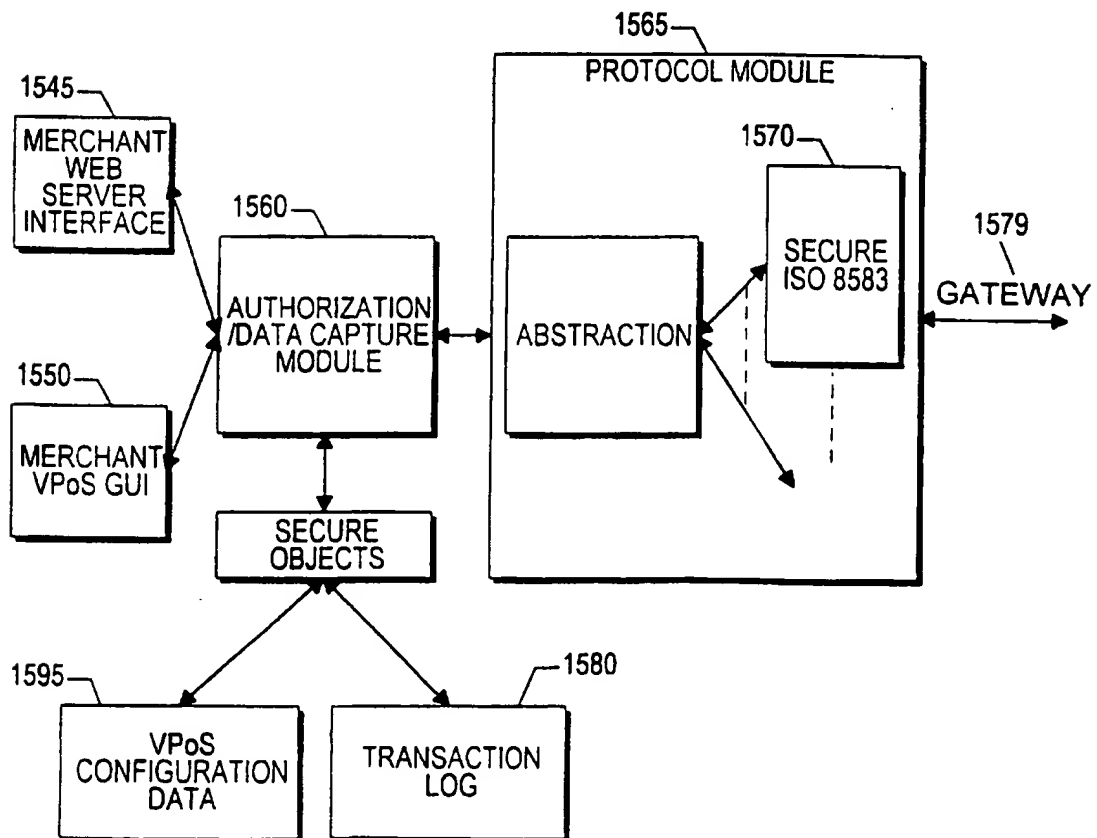 1565
PROTOCOL MODULE
1545
MERCHANT
WEB
SERVER
INTERFACE
1570
1560
SECURE
ISO 8583
1579
GATEWAY
AUTHORIZATION
/DATA CAPTURE
MODULE
ABSTRACTION
1550
MERCHANT
VPoS GUI
SECURE
OBJECTS
1595
1580
VPoS
CONFIGURATION
DATA
TRANSACTION
LOG